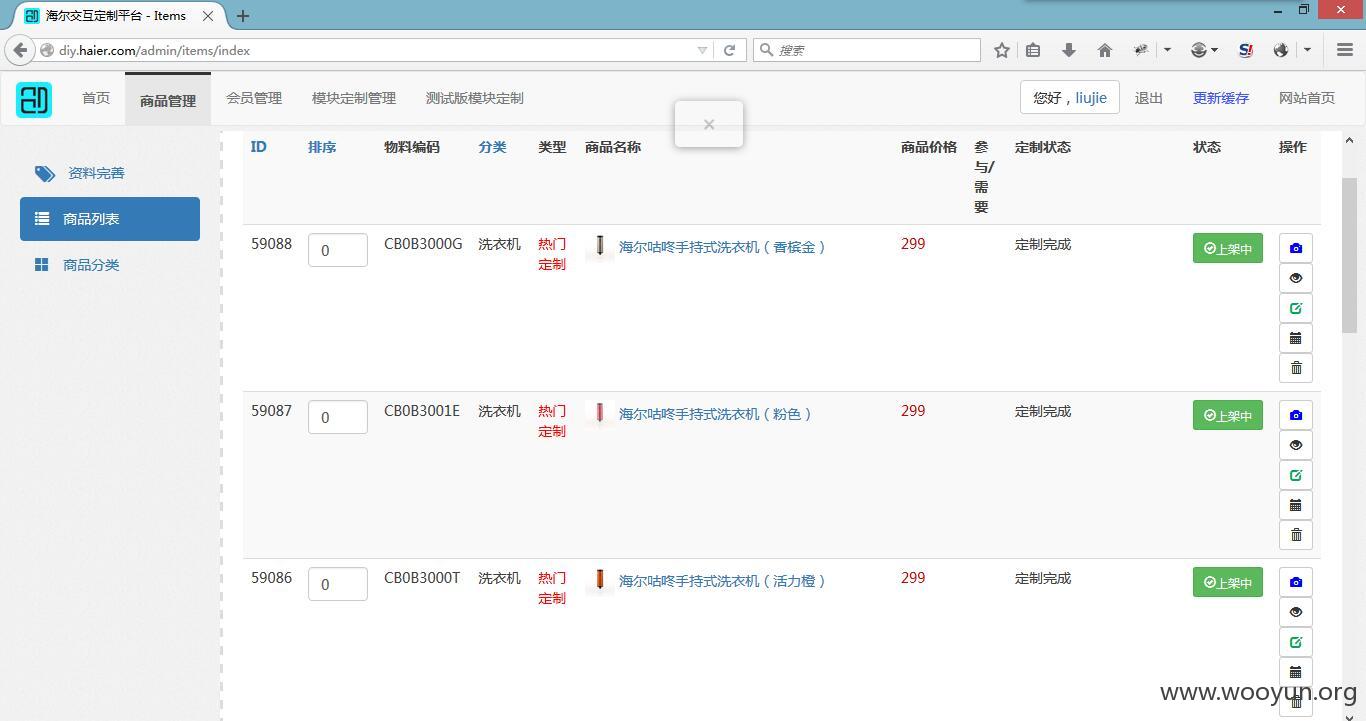 海尔交互定制平台 - Items
diy.haier.com/admin/items/index
搜索
首页
商品管理
会员管理
模块定制管理
测试版模块定制
您好，liujie
退出
更新缓存
网站首页
资料完善
商品列表
商品分类
ID 排序 物料编码 分类 类型 商品名称 商品价格 参与/需要 定制状态 状态 操作
59088 0 CB0B3000G 洗衣机 热门定制 海尔咕咚手持式洗衣机（香槟金） 299 定制完成 上架中
59087 0 CB0B3001E 洗衣机 热门定制 海尔咕咚手持式洗衣机（粉色） 299 定制完成 上架中
59086 0 CB0B3000T 洗衣机 热门定制 海尔咕咚手持式洗衣机（活力橙） 299 定制完成 上架中
www.wooyun.org